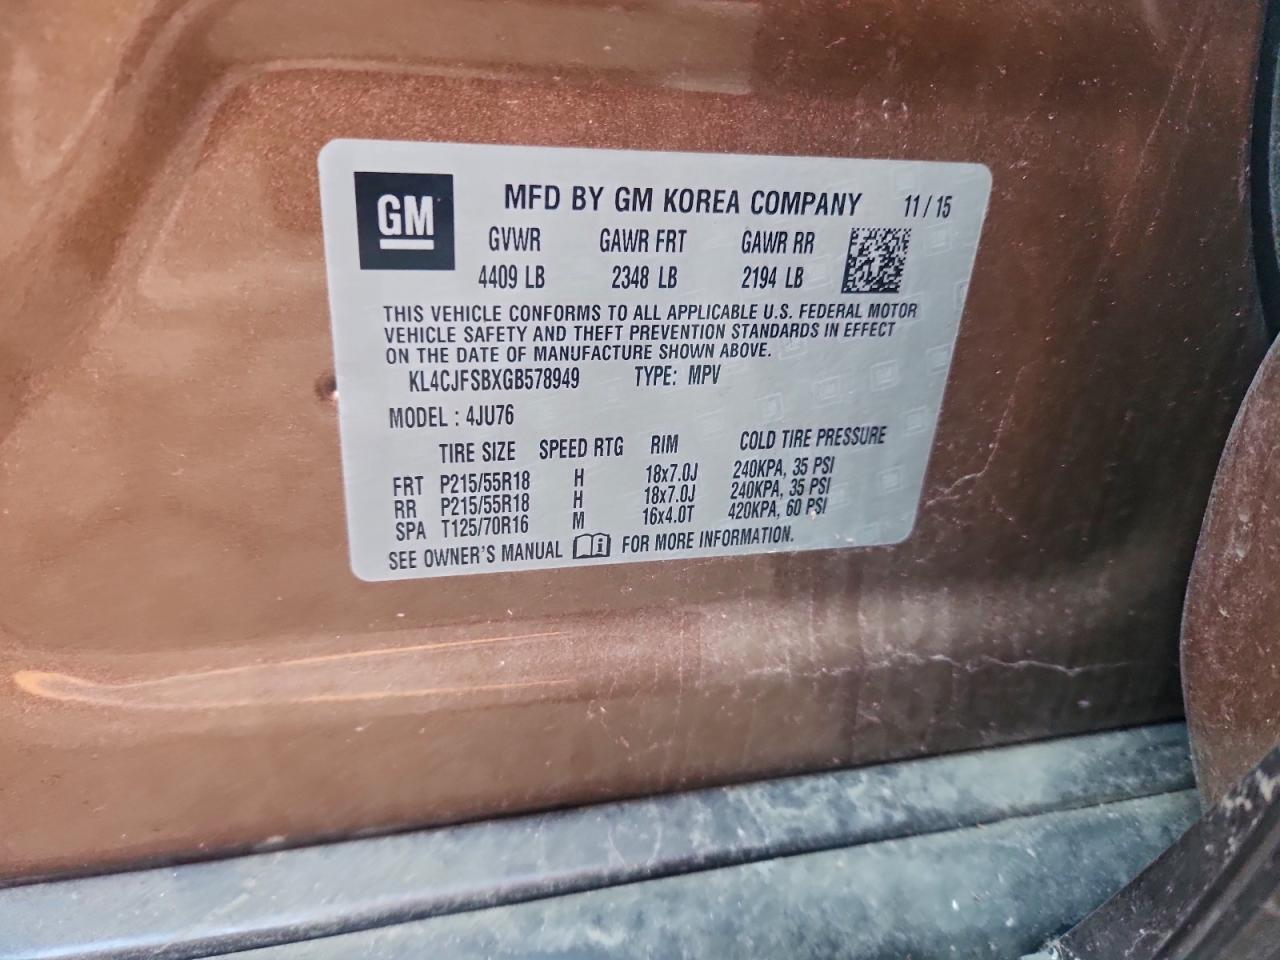 GM
MFD BY GM KOREA COMPANY 11/15
GVWR GAWR FRT GAWR RR
4409 LB 2348 LB 2194 LB
THIS VEHICLE CONFORMS TO ALL APPLICABLE U.S. FEDERAL MOTOR
VEHICLE SAFETY AND THEFT PREVENTION STANDARDS IN EFFECT
ON THE DATE OF MANUFACTURE SHOWN ABOVE.
KL4CJFSBXGB578949 TYPE: MPV
MODEL : 4JU76
TIRE SIZE SPEED RTG RIM COLD TIRE PRESSURE
FRT P215/55R18 H 18x7.0J 240KPA, 35 PSI
RR P215/55R18 H 18x7.0J 240KPA, 35 PSI
SPA T125/70R16 M 16x4.0T 420KPA, 60 PSI
SEE OWNER'S MANUAL FOR MORE INFORMATION.